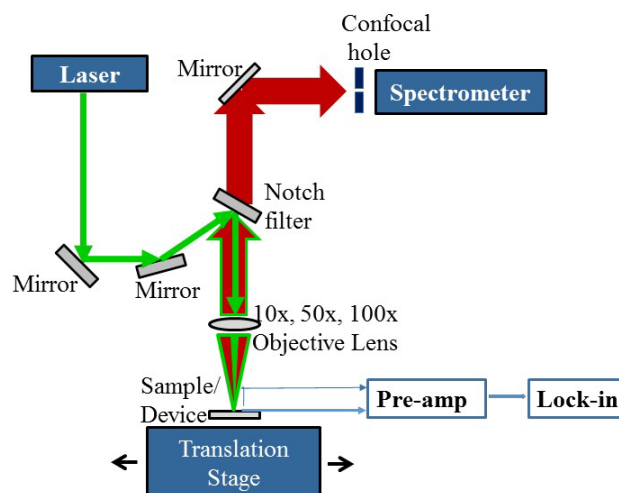 Confocal
hole
Laser
Mirror
Spectrometer
Notch
filter
Mirror
Mirror
10x, 50x, 100x
Objective Lens
Sample/
Device
Pre-amp
Lock-in
Translation
Stage